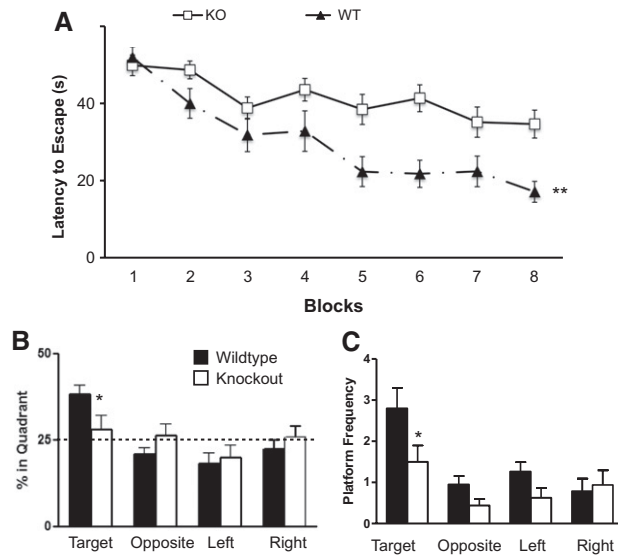 A
KO
WT
Latency to Escape (s)
60
40
20
0
**
1 2 3 4 5 6 7 8
Blocks
B
% in Quadrant
50
25
0
Wildtype
Knockout
*
Target Opposite Left Right
C
Platform Frequency
4
3
2
1
0
*
Target Opposite Left Right